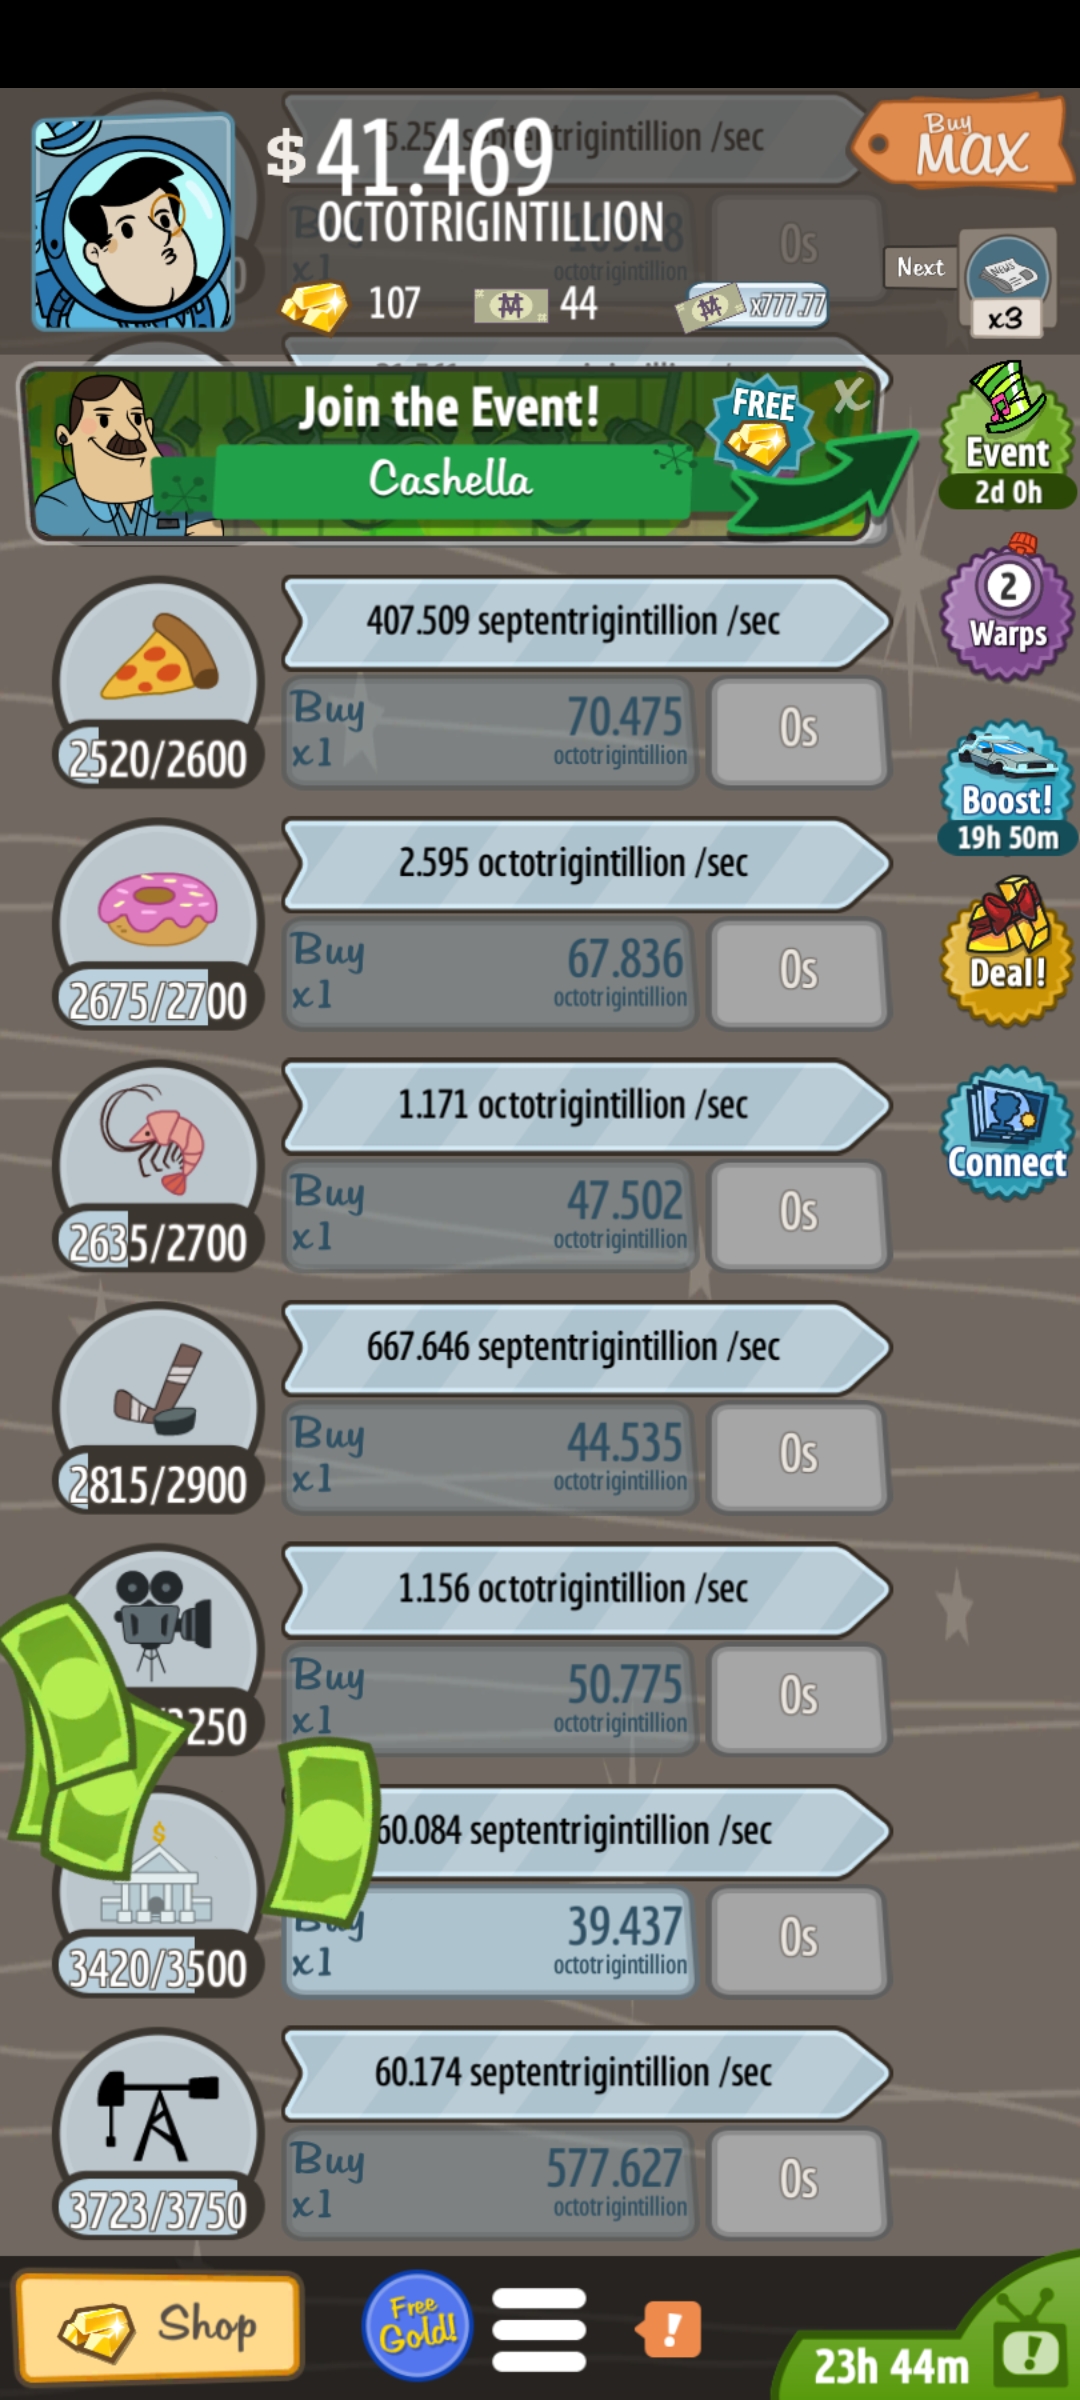 $ 41.469
OCTOTRIGINTILLION
Buy
MAX
107
44
x777.77
Next
NEWS
x3
Join the Event!
FREE
X
Cashella
Event
2d 0h
407.509 septentrigintillion /sec
2
Warps
Buy
x1
70.475
octotrigintillion
0s
2520/2600
Boost!
19h 50m
2.595 octotrigintillion /sec
Buy
x1
67.836
octotrigintillion
0s
2675/2700
Deal!
1.171 octotrigintillion /sec
Connect
Buy
x1
47.502
octotrigintillion
0s
2635/2700
667.646 septentrigintillion /sec
Buy
x1
44.535
octotrigintillion
0s
2815/2900
1.156 octotrigintillion /sec
Buy
x1
50.775
octotrigintillion
0s
250
$
60.084 septentrigintillion /sec
Buy
x1
39.437
octotrigintillion
0s
3420/3500
60.174 septentrigintillion /sec
Buy
x1
577.627
octotrigintillion
0s
3723/3750
Shop
Free
Gold!
!
23h 44m
!